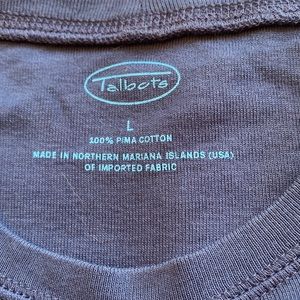 Talbots
L
100% PIMA COTTON
MADE IN NORTHERN MARIANA ISLANDS (USA)
OF IMPORTED FABRIC